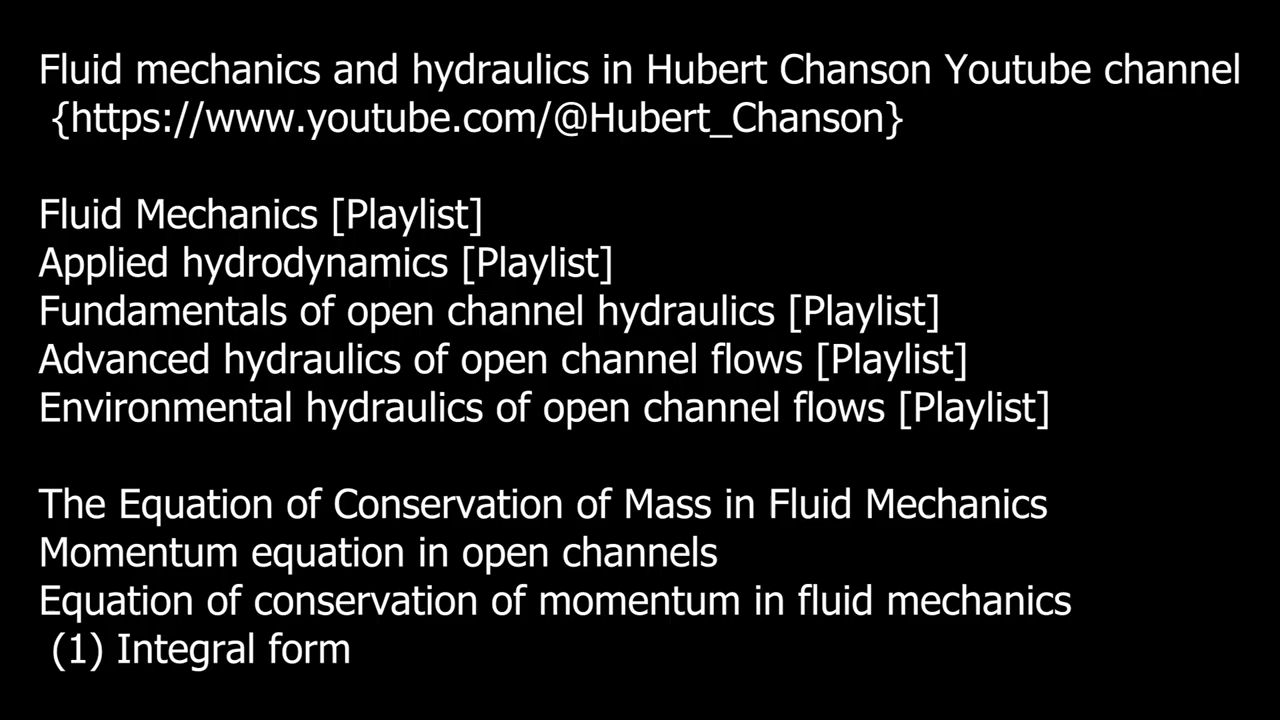 Fluid mechanics and hydraulics in Hubert Chanson Youtube channel
{https://www.youtube.com/@Hubert_Chanson}
Fluid Mechanics [Playlist]
Applied hydrodynamics [Playlist]
Fundamentals of open channel hydraulics [Playlist]
Advanced hydraulics of open channel flows [Playlist]
Environmental hydraulics of open channel flows [Playlist]
The Equation of Conservation of Mass in Fluid Mechanics
Momentum equation in open channels
Equation of conservation of momentum in fluid mechanics
(1) Integral form